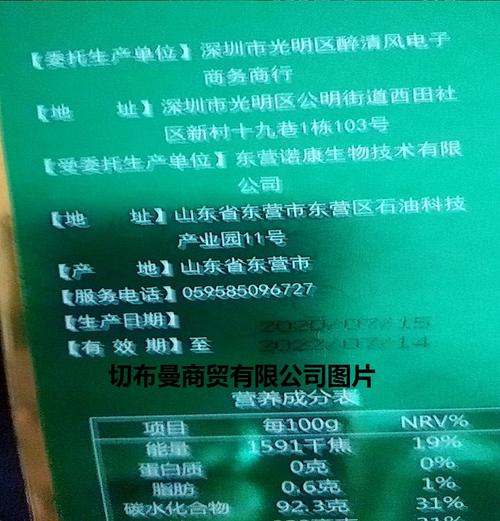 【委托生产单位】深圳市光明区醉清风电子
商务商行
【地 址】深圳市光明区公明街道西田社
区新村十九巷1栋103号
【受委托生产单位】东营诺康生物技术有限
公司
【地 址】山东省东营市东营区石油科技
产业园11号
【产 地】山东省东营市
【服务电话】059585096727
【生产日期】 2020/07/15
【有 效 期】至 2022/07/14
切布曼商贸有限公司图片
营养成分表
项目 每100g NRV%
能量 1591千焦 19%
蛋白质 0克 0%
脂肪 0.6克 1%
碳水化合物 92.3克 31%